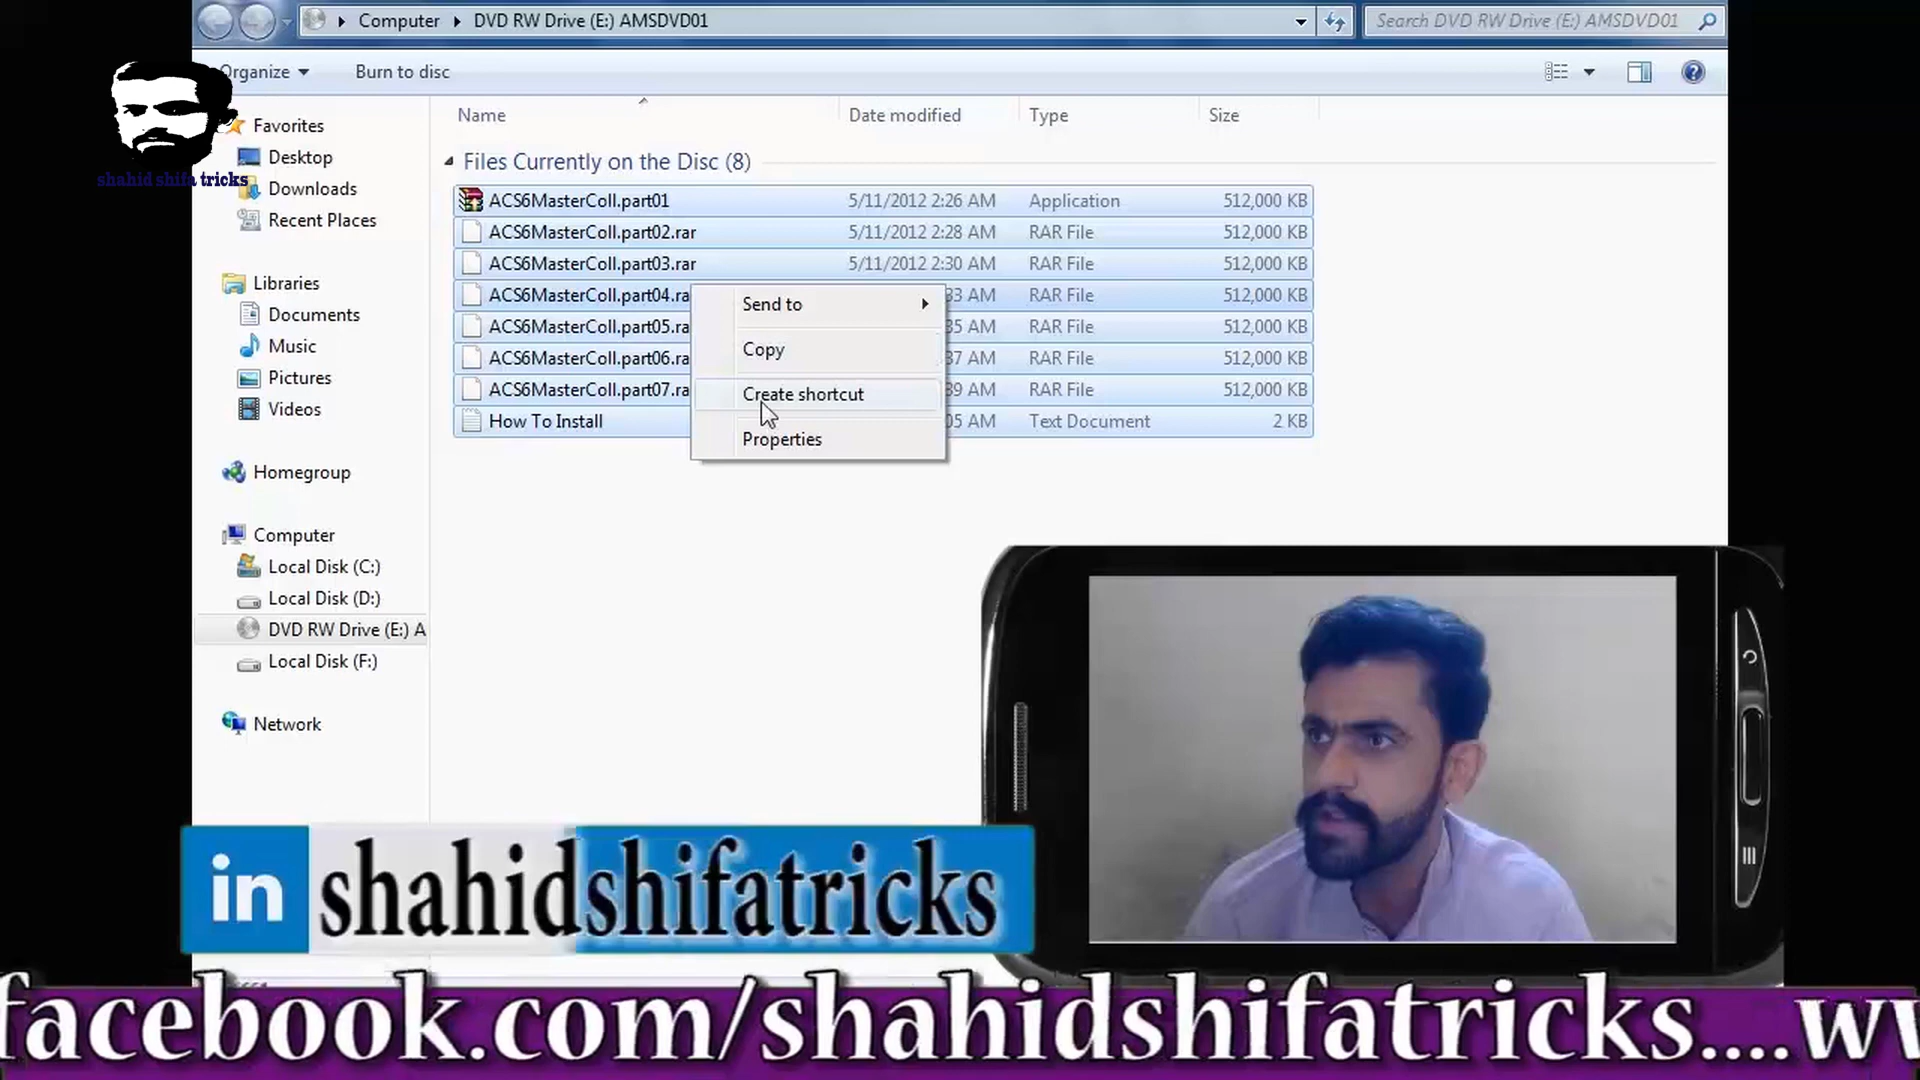 Computer DVD RW Drive (E:) AMSDVD01 Search DVD RW Drive (E:) AMSDVD01
Organize Burn to disc
shahid shifa tricks
Favorites
Desktop
Downloads
Recent Places
Libraries
Documents
Music
Pictures
Videos
Homegroup
Computer
Local Disk (C:)
Local Disk (D:)
DVD RW Drive (E:) A
Local Disk (F:)
Network
Name Date modified Type Size
Files Currently on the Disc (8)
ACS6MasterColl.part01 5/11/2012 2:26 AM Application 512,000 KB
ACS6MasterColl.part02.rar 5/11/2012 2:28 AM RAR File 512,000 KB
ACS6MasterColl.part03.rar 5/11/2012 2:30 AM RAR File 512,000 KB
ACS6MasterColl.part04.ra 33 AM RAR File 512,000 KB
ACS6MasterColl.part05.ra 35 AM RAR File 512,000 KB
ACS6MasterColl.part06.ra 37 AM RAR File 512,000 KB
ACS6MasterColl.part07.ra 39 AM RAR File 512,000 KB
How To Install 05 AM Text Document 2 KB
Send to
Copy
Create shortcut
Properties
in shahidshifatricks
facebook.com/shahidshifatricks....ww